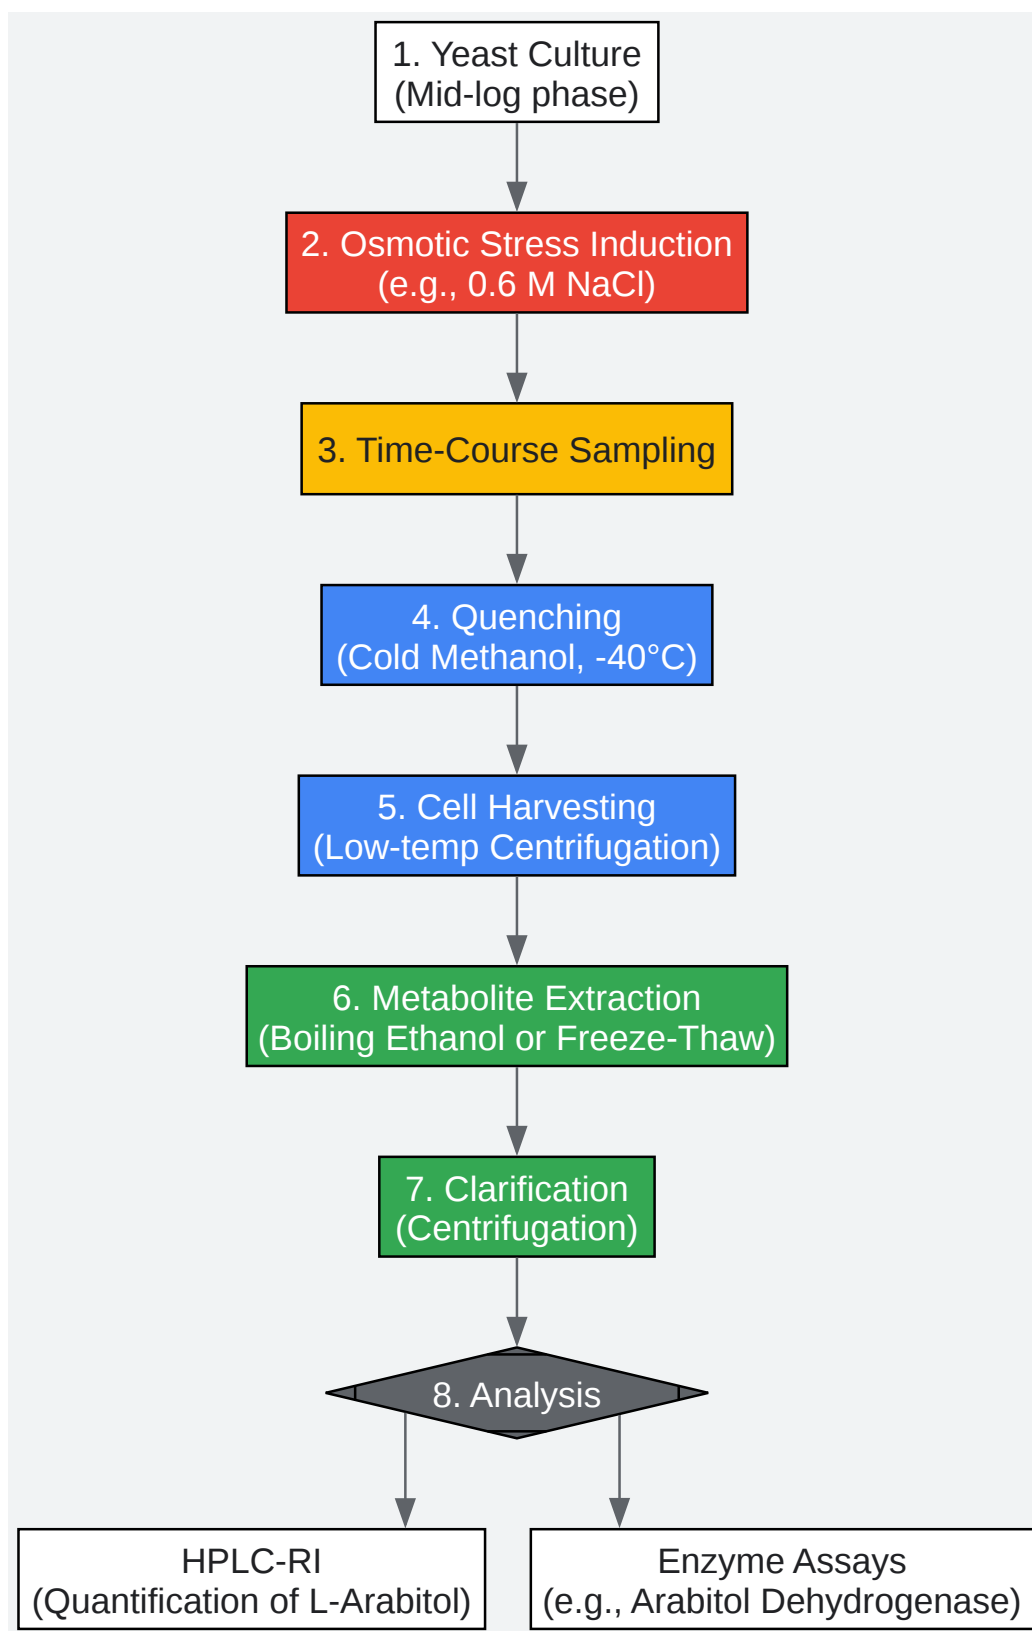 1. Yeast Culture
(Mid-log phase)
2. Osmotic Stress Induction
(e.g., 0.6 M NaCl)
3. Time-Course Sampling
4. Quenching
(Cold Methanol, -40°C)
5. Cell Harvesting
(Low-temp Centrifugation)
6. Metabolite Extraction
(Boiling Ethanol or Freeze-Thaw)
7. Clarification
(Centrifugation)
8. Analysis
HPLC-RI
(Quantification of L-Arabitol)
Enzyme Assays
(e.g., Arabitol Dehydrogenase)